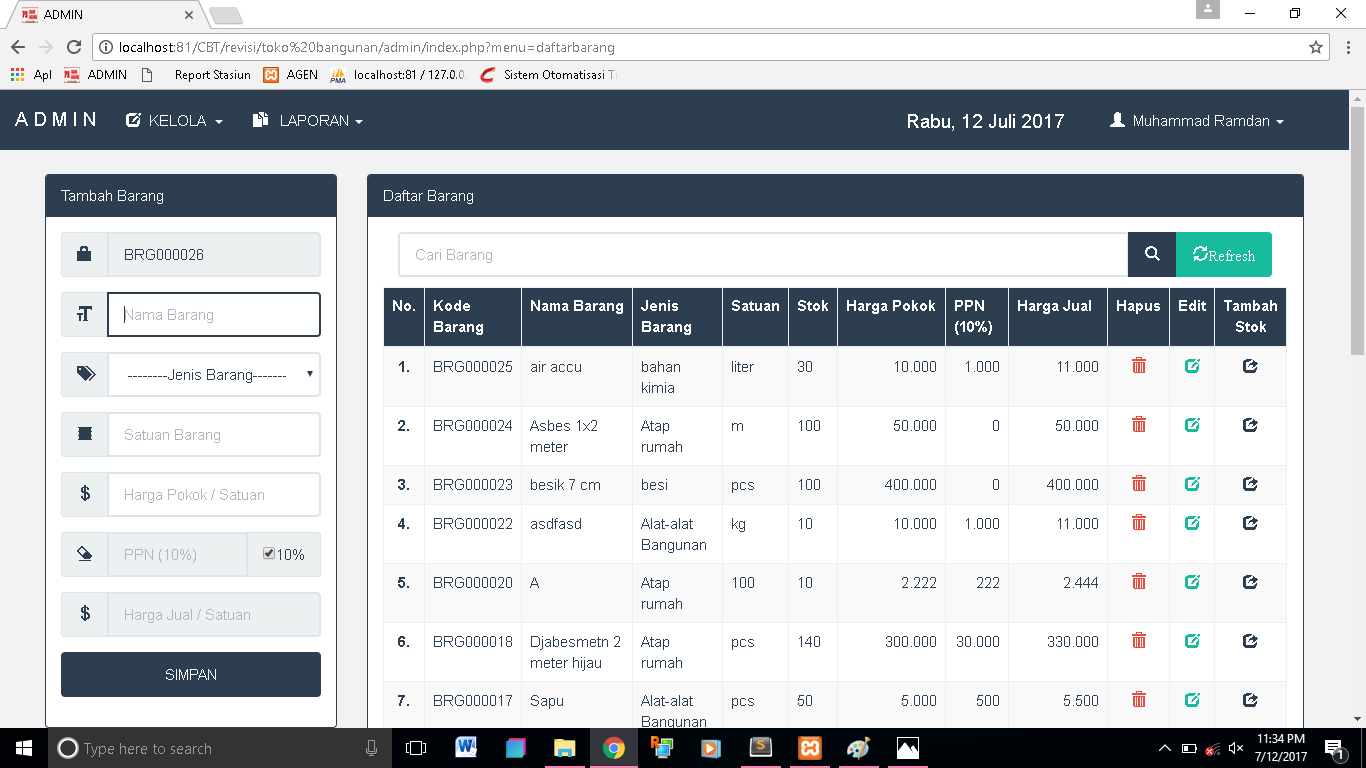 ADMIN
localhost:81/CBT/revisi/toko%20bangunan/admin/index.php?menu=daftarbarang
Apl ADMIN Report Stasiun AGEN localhost:81 / 127.0.0. Sistem Otomatisasi Ti
ADMIN KELOLA LAPORAN Rabu, 12 Juli 2017 Muhammad Ramdan
Tambah Barang
BRG000026
Nama Barang
--------Jenis Barang-------
Satuan Barang
Harga Pokok / Satuan
PPN (10%) 10%
Harga Jual / Satuan
SIMPAN
Daftar Barang
Cari Barang Refresh
No. Kode Barang Nama Barang Jenis Barang Satuan Stok Harga Pokok PPN (10%) Harga Jual Hapus Edit Tambah Stok
1. BRG000025 air accu bahan kimia liter 30 10.000 1.000 11.000
2. BRG000024 Asbes 1x2 meter Atap rumah m 100 50.000 0 50.000
3. BRG000023 besik 7 cm besi pcs 100 400.000 0 400.000
4. BRG000022 asdfasd Alat-alat Bangunan kg 10 10.000 1.000 11.000
5. BRG000020 A Atap rumah 100 10 2.222 222 2.444
6. BRG000018 Djabesmetn 2 meter hijau Atap rumah pcs 140 300.000 30.000 330.000
7. BRG000017 Sapu Alat-alat Bangunan pcs 50 5.000 500 5.500
Type here to search
11:34 PM
7/12/2017
1